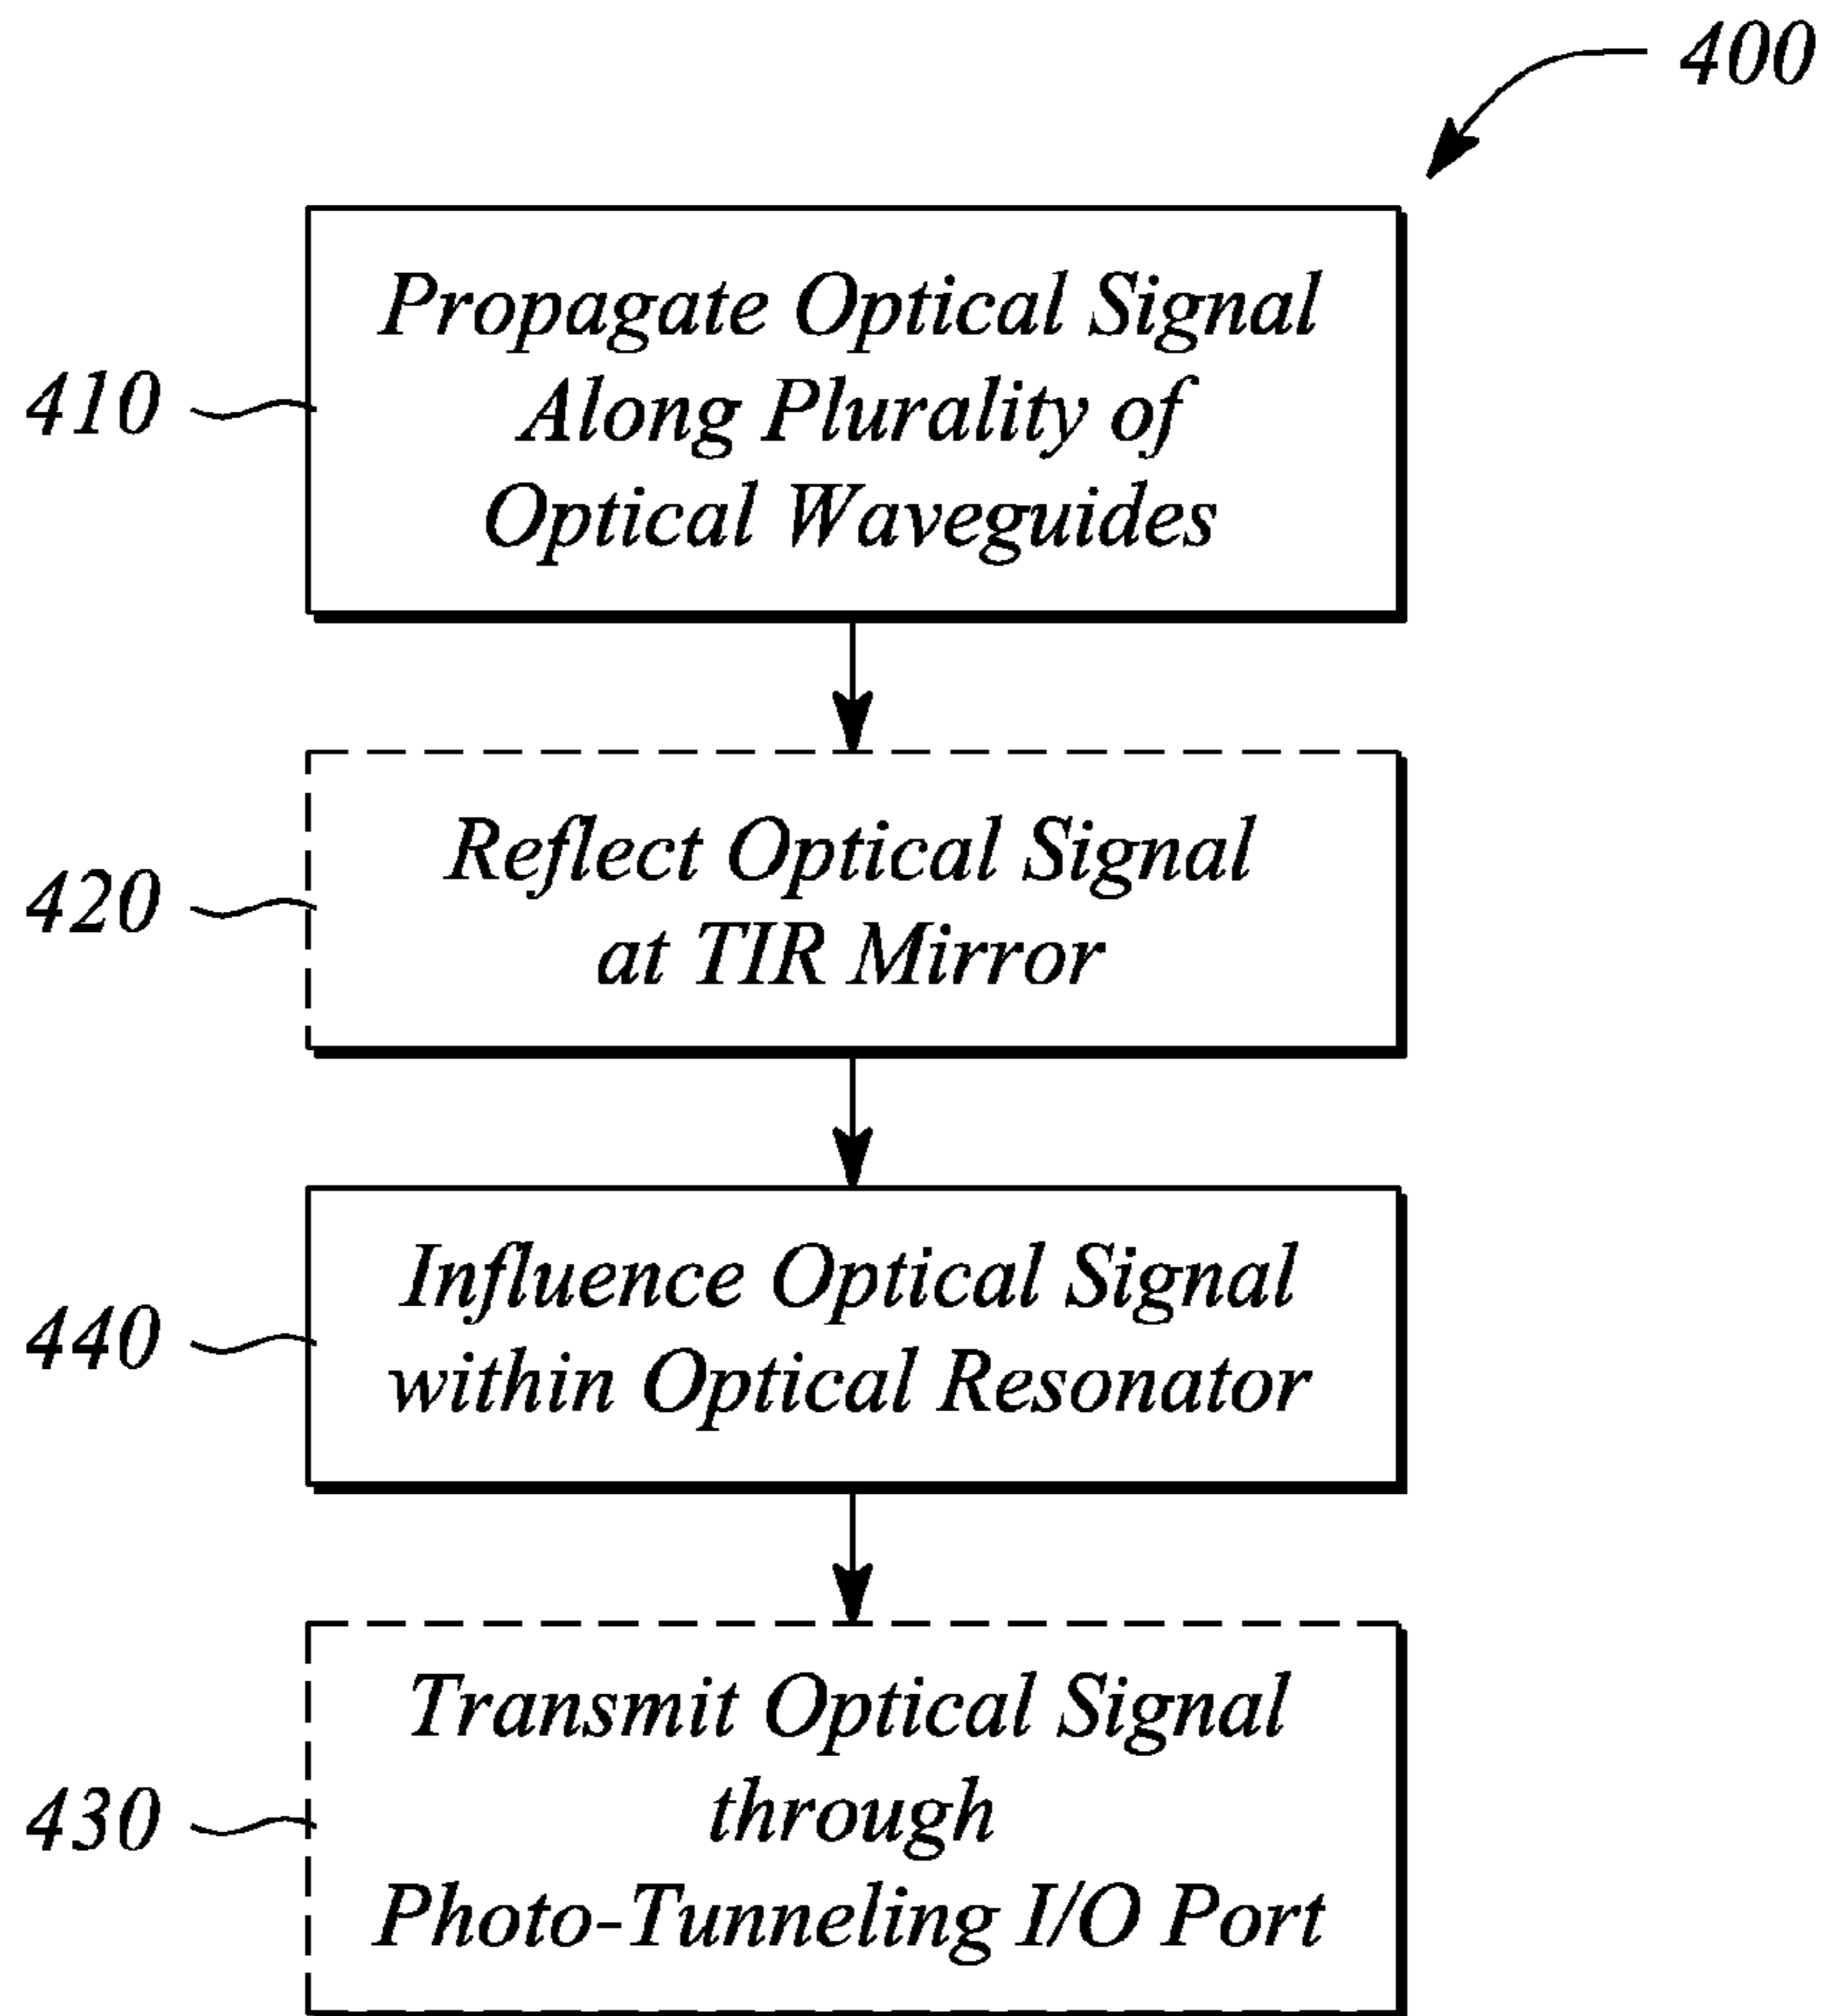 400
Propagate Optical Signal
Along Plurality of
Optical Waveguides
410
Reflect Optical Signal
at TIR Mirror
420
Influence Optical Signal
within Optical Resonator
440
Transmit Optical Signal
through
Photo-Tunneling I/O Port
430